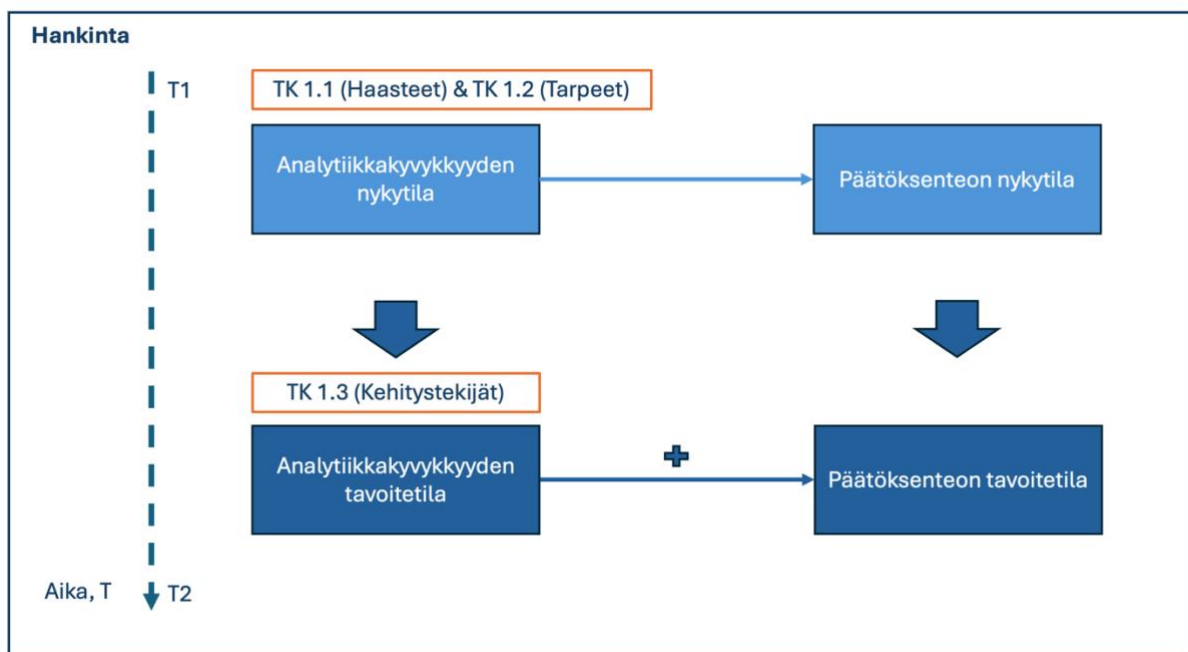 Hankinta
T1
TK 1.1 (Haasteet) & TK 1.2 (Tarpeet)
Analytiikkakyvykkyyden
nykytila
Päätöksenteon nykytila
TK 1.3 (Kehitystekijät)
Analytiikkakyvykkyyden
tavoitetila
Päätöksenteon tavoitetila
Aika, T
T2